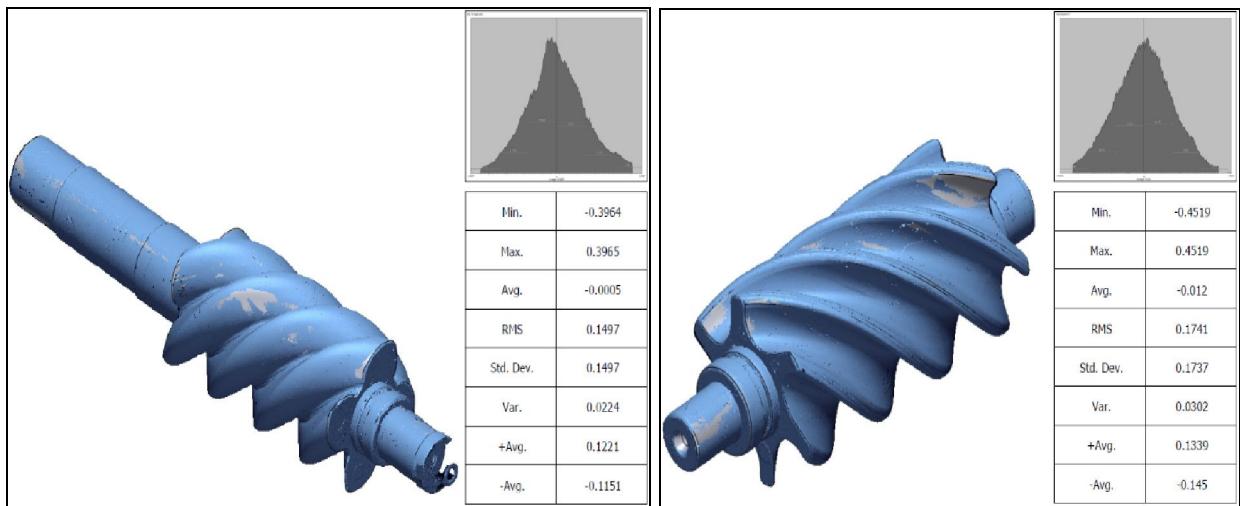 Min. -0.3964
Max. 0.3965
Avg. -0.0005
RMS 0.1497
Std. Dev. 0.1497
Var. 0.0224
+Avg. 0.1221
-Avg. -0.1151
Min. -0.4519
Max. 0.4519
Avg. -0.012
RMS 0.1741
Std. Dev. 0.1737
Var. 0.0302
+Avg. 0.1339
-Avg. -0.145